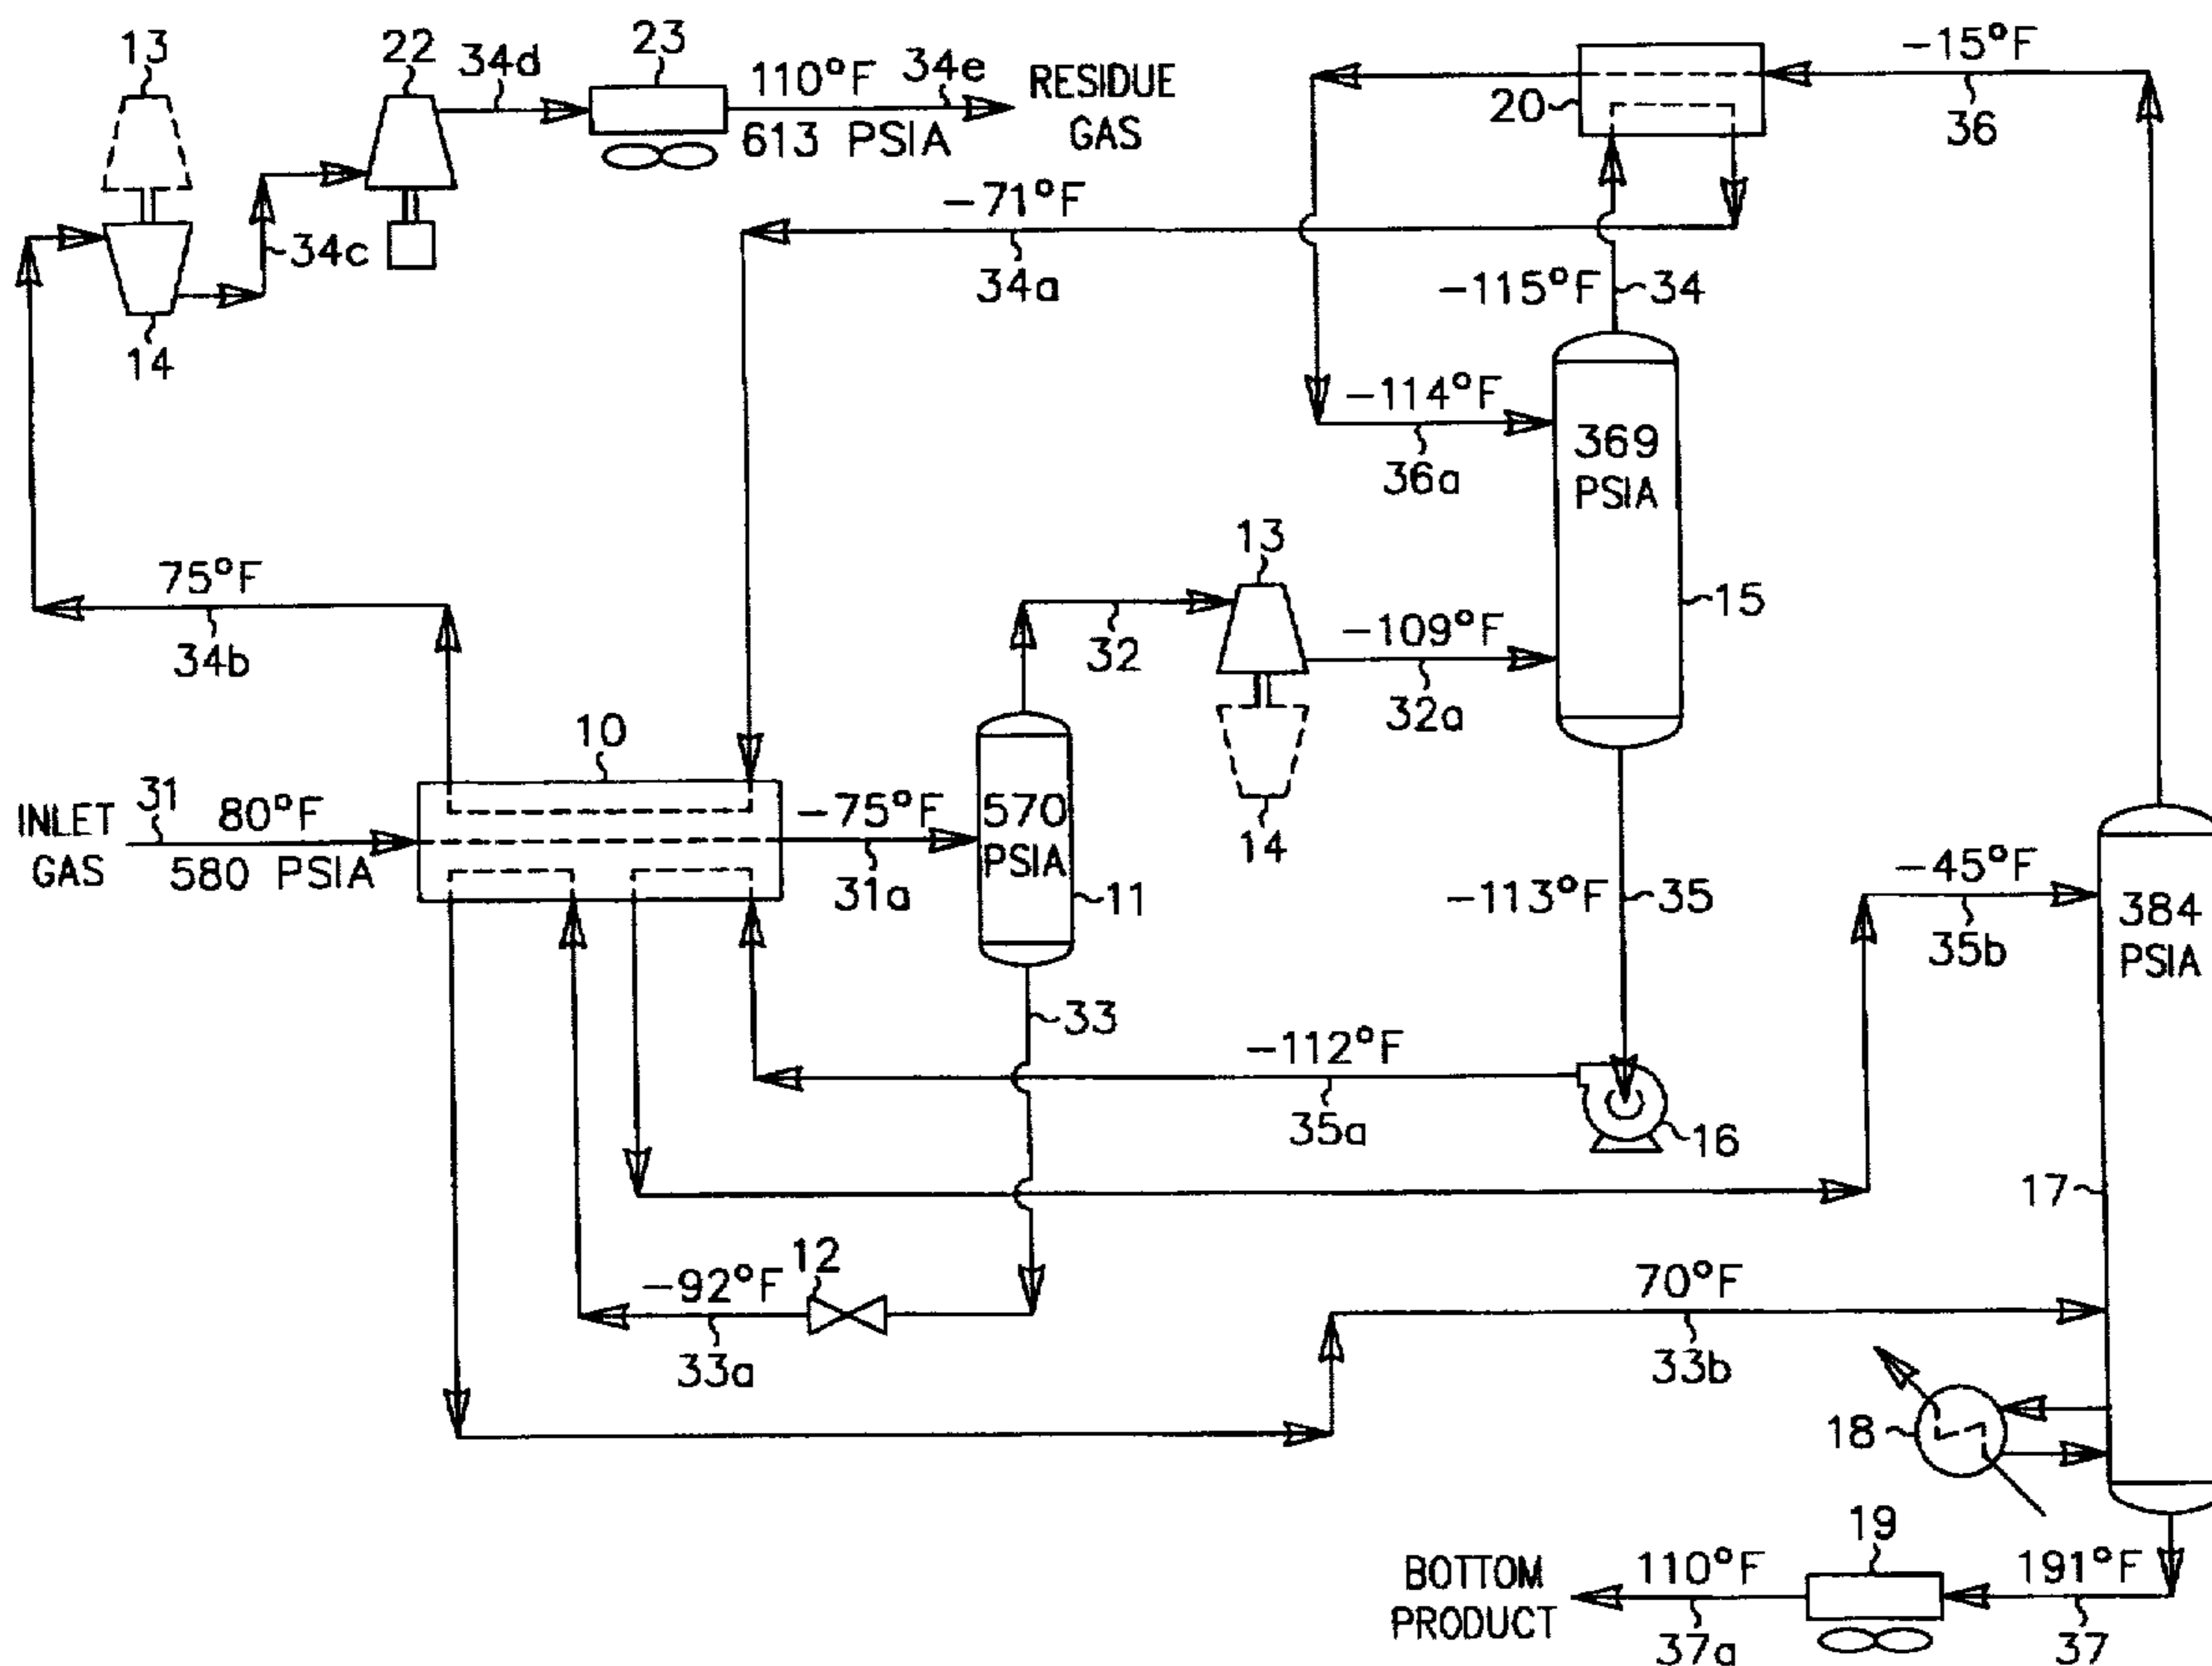 13
22
34d
23
110°F
34e
613 PSIA
RESIDUE
GAS
-15°F
36
20
34c
14
-71°F
34a
-115°F
34
-114°F
36a
369
PSIA
15
13
75°F
34b
32
-109°F
32a
14
10
INLET
GAS
31
80°F
580 PSIA
-75°F
31a
570
PSIA
11
-113°F
35
-45°F
35b
384
PSIA
33
-112°F
35a
16
17
12
-92°F
33a
70°F
33b
18
BOTTOM
PRODUCT
110°F
37a
19
191°F
37